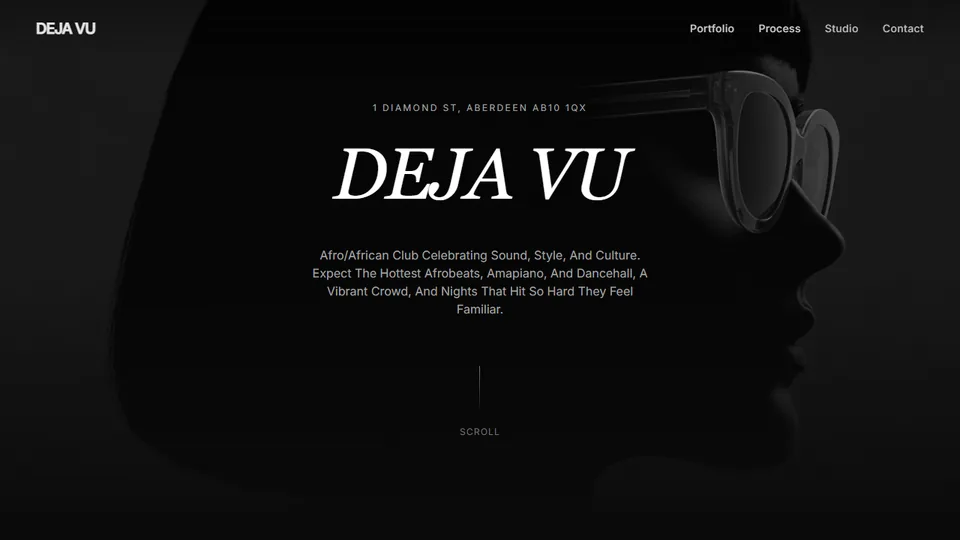 DEJA VU
Portfolio Process Studio Contact
1 DIAMOND ST, ABERDEEN AB10 1QX
DEJA VU
Afro/African Club Celebrating Sound, Style, And Culture.
Expect The Hottest Afrobeats, Amapiano, And Dancehall, A
Vibrant Crowd, And Nights That Hit So Hard They Feel
Familiar.
SCROLL